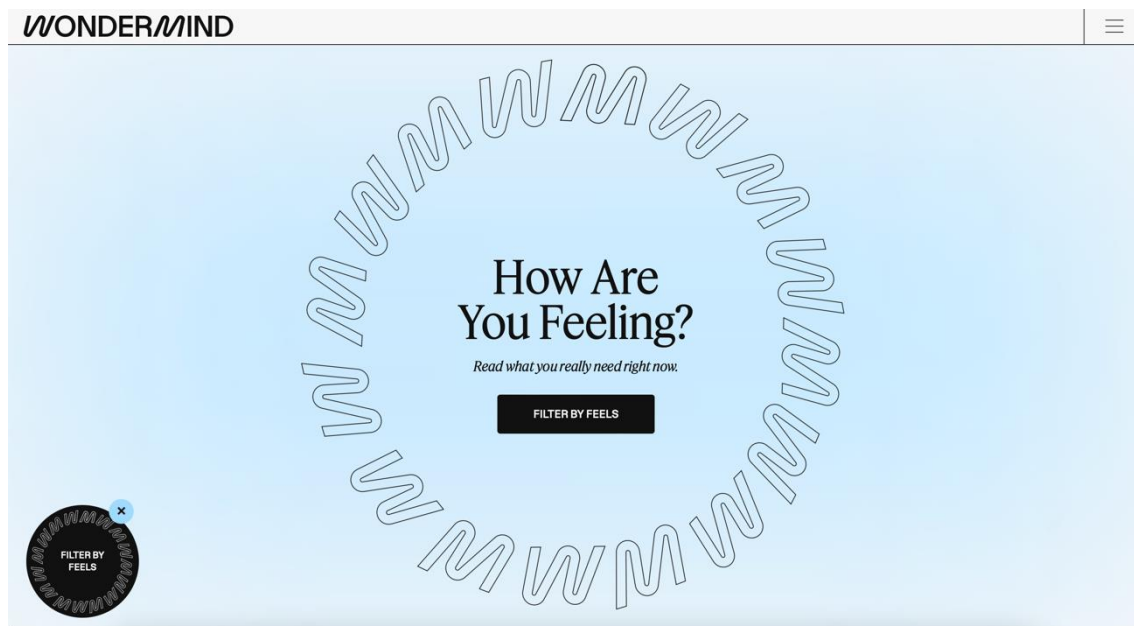 WONDERMIND
How Are
You Feeling?
Read what you really need right now.
FILTER BY FEELS
FILTER BY
FEELS